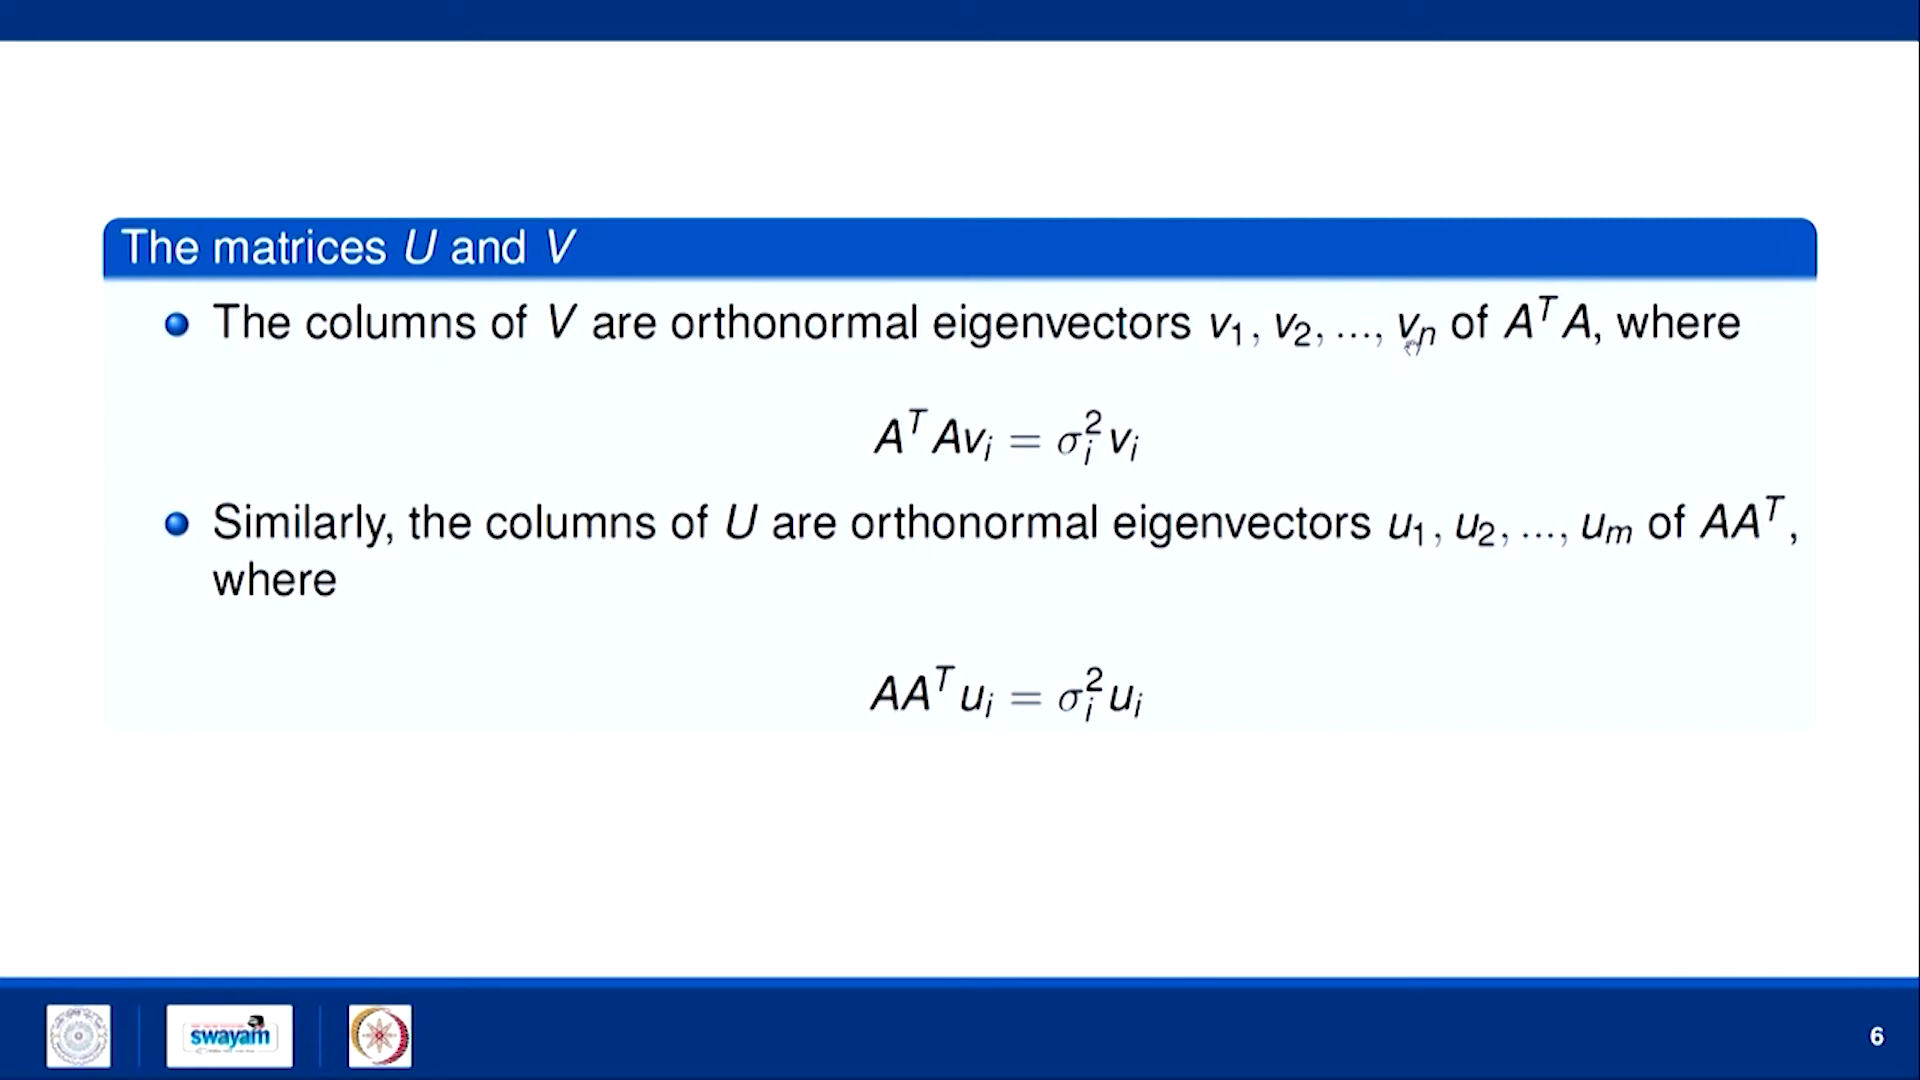 The matrices U and V
The columns of V are orthonormal eigenvectors v₁, v₂, ..., vₙ of AᵀA, where
AᵀAvᵢ = σᵢ²vᵢ
Similarly, the columns of U are orthonormal eigenvectors u₁, u₂, ..., uₘ of AAᵀ,
where
AAᵀuᵢ = σᵢ²uᵢ
swayam
6